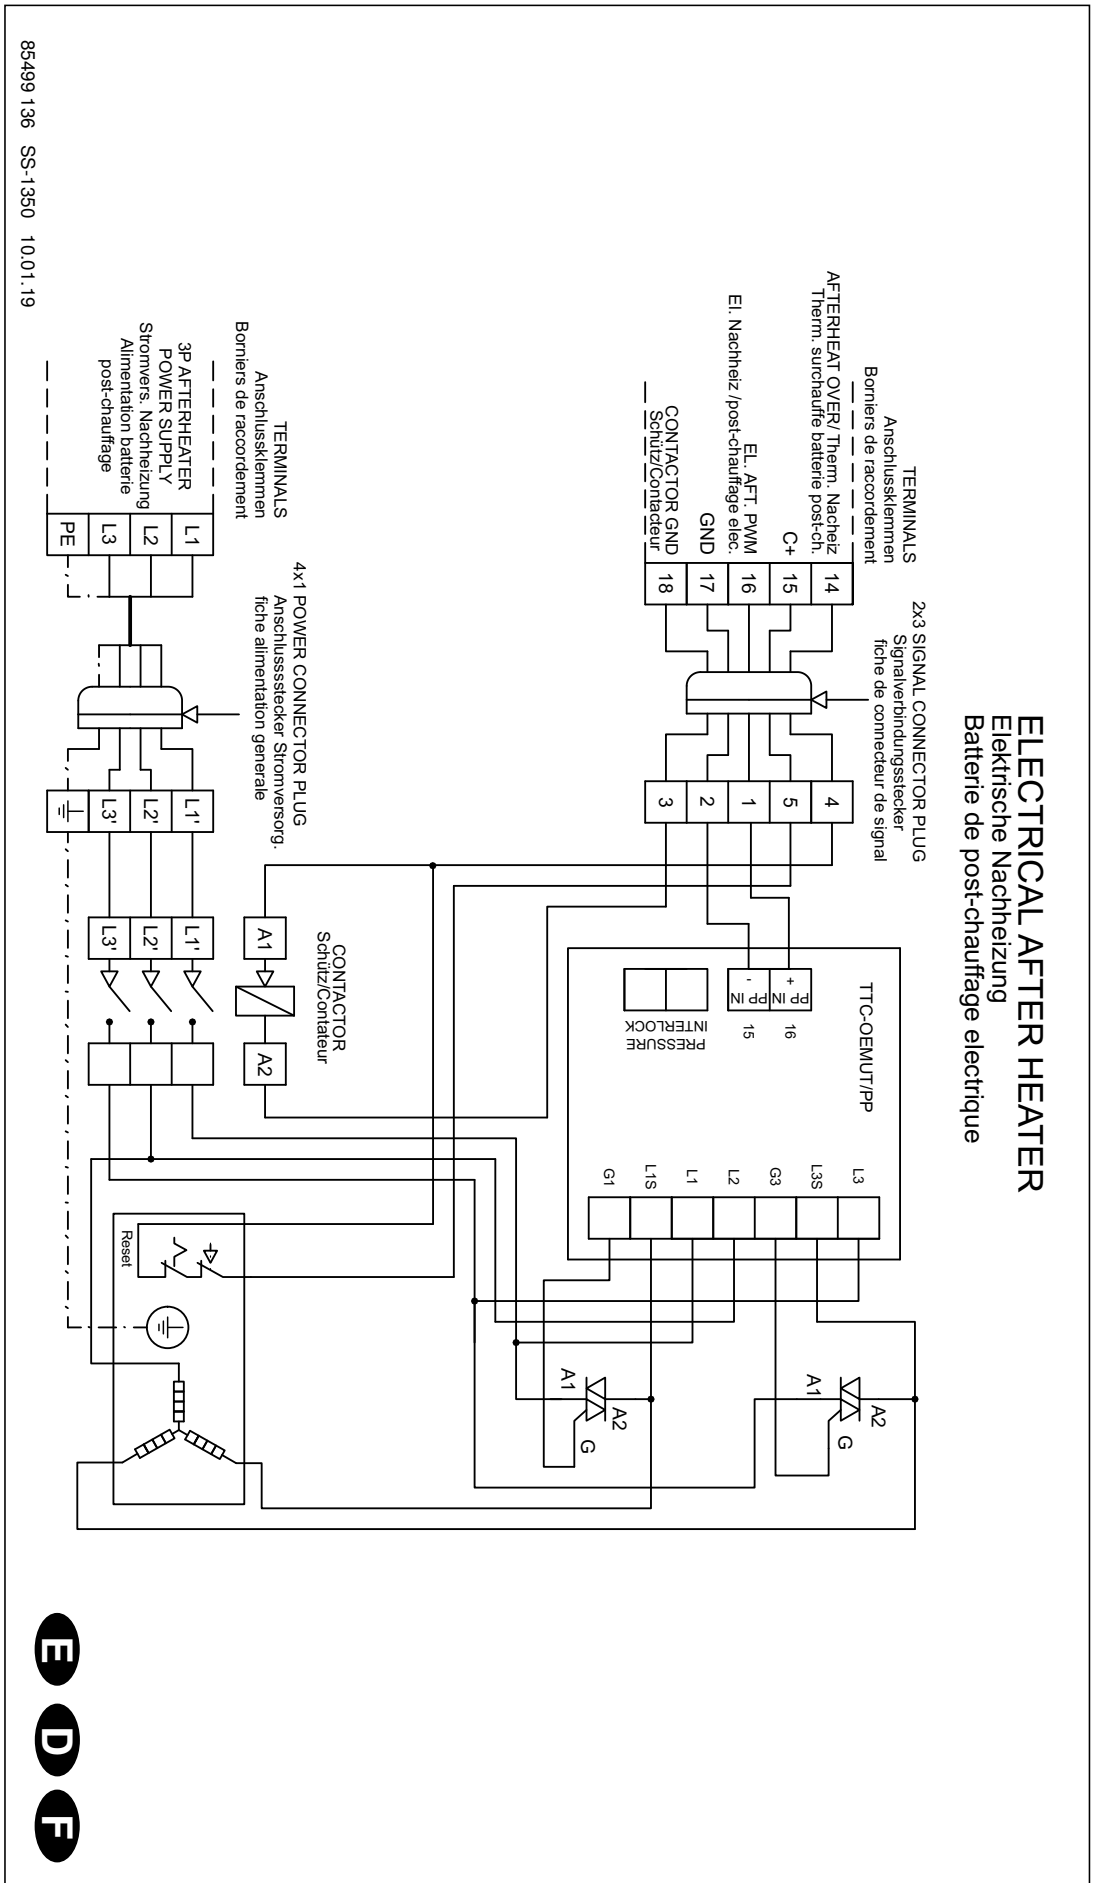 ELECTRICAL AFTER HEATER
Elektrische Nachheizung
Batterie de post-chauffage electrique
TERMINALS
Anschlussklemmen
Borniers de raccordement
2x3 SIGNAL CONNECTOR PLUG
Signalverbindungsstecker
fiche de connecteur de signal
AFTERHEAT OVER/ Therm. Nacheiz
Therm. surchauffe batterie post-ch.
C+
EL. AFT. PWM
El. Nachheiz /post-chauffage elec.
GND
CONTACTOR GND
Schütz/Contacteur
14
15
16
17
18
4
5
1
2
3
TTC-OEMUT/PP
+
PP IN
-
PP IN
16
15
PRESSURE
INTERLOCK
L3
L3S
G3
L2
L1
L1S
G1
A1
A2
G
A1
A2
G
TERMINALS
Anschlussklemmen
Borniers de raccordement
4x1 POWER CONNECTOR PLUG
Anschlussstecker Stromversorg.
fiche alimentation generale
CONTACTOR
Schütz/Contateur
A1
A2
3P AFTERHEATER
POWER SUPPLY
Stromvers. Nachheizung
Alimentation batterie
post-chauffage
L1
L2
L3
PE
L1'
L2'
L3'
L1'
L2'
L3'
Reset
85499 136 SS-1350 10.01.19
E D F